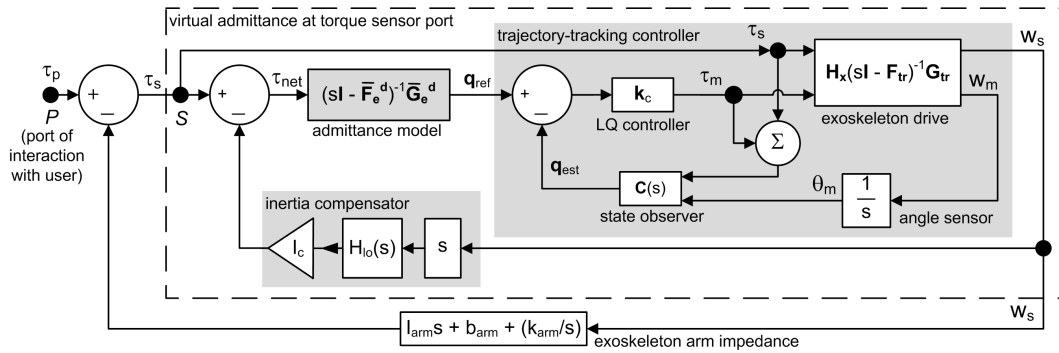 virtual admittance at torque sensor port
trajectory-tracking controller
τs
ws
τp
+
−
τs
P
S
(port of
interaction
with user)
+
−
τnet
(sI - F̅eᵈ)⁻¹G̅eᵈ
admittance model
qref
+
−
kc
LQ controller
τm
Hx(sI - Ftr)⁻¹Gtr
exoskeleton drive
wm
Σ
qest
C(s)
state observer
θm
1
s
angle sensor
inertia compensator
Ic
Hlo(s)
s
ws
Iarms + barm + (karm/s)
exoskeleton arm impedance